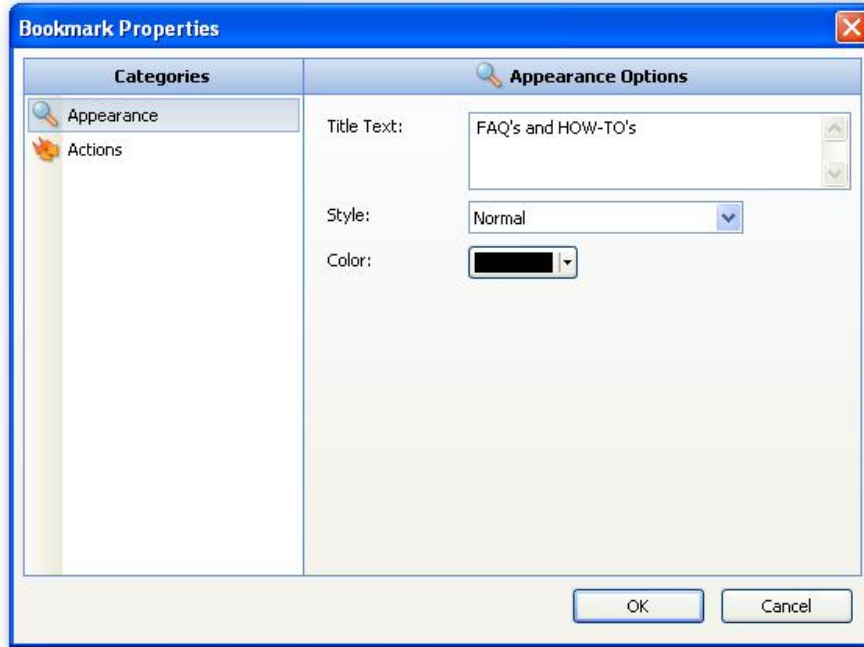 Bookmark Properties
Categories
Appearance Options
Appearance
Actions
Title Text:
FAQ's and HOW-TO's
Style:
Normal
Color:
OK
Cancel